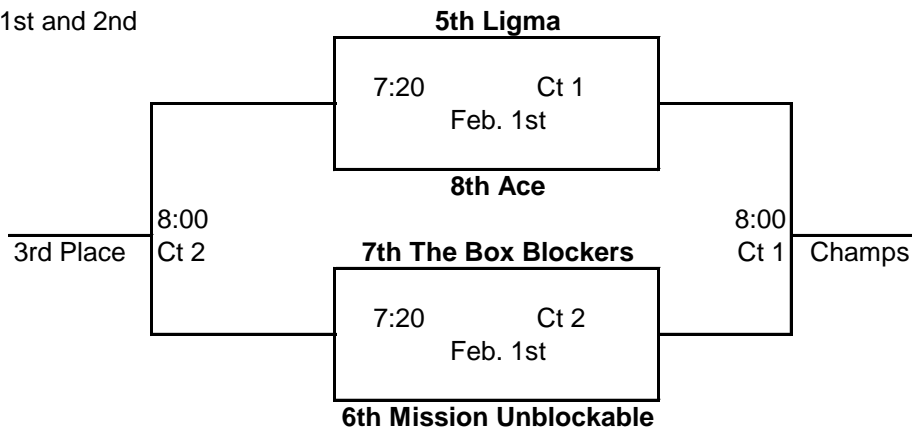 1st and 2nd
5th Ligma
7:20 Ct 1
Feb. 1st
8th Ace
8:00 8:00
3rd Place Ct 2 7th The Box Blockers Ct 1 Champs
7:20 Ct 2
Feb. 1st
6th Mission Unblockable